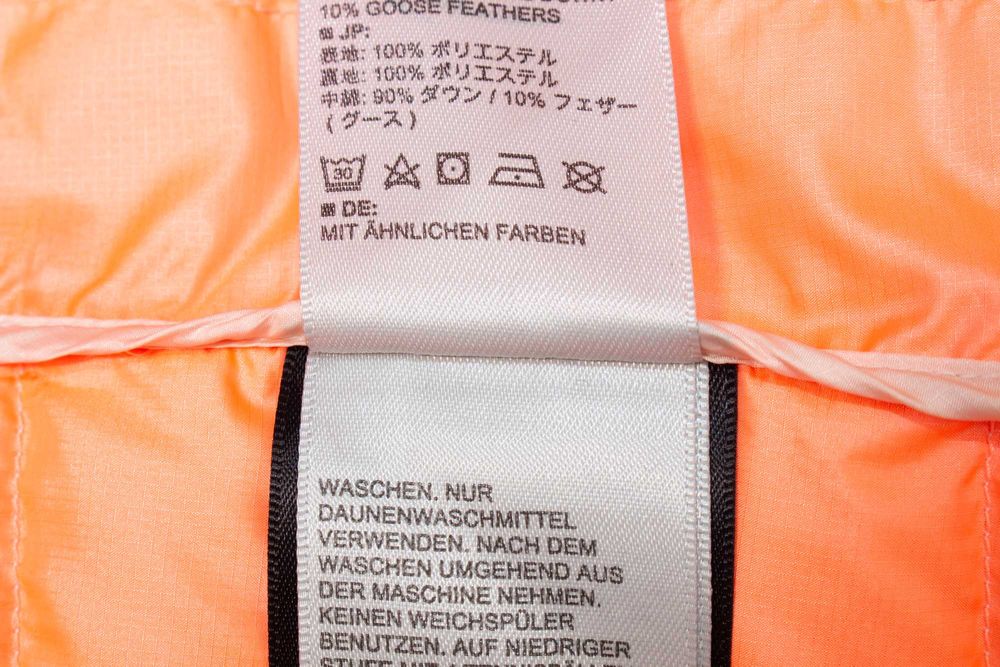 10% GOOSE FEATHERS
JP:
表地: 100% ポリエステル
裏地: 100% ポリエステル
中綿: 90% ダウン / 10% フェザー
( グース )
30
DE:
MIT ÄHNLICHEN FARBEN
WASCHEN. NUR
DAUNENWASCHMITTEL
VERWENDEN. NACH DEM
WASCHEN UMGEHEND AUS
DER MASCHINE NEHMEN.
KEINEN WEICHSPÜLER
BENUTZEN. AUF NIEDRIGER
STUFE MIT